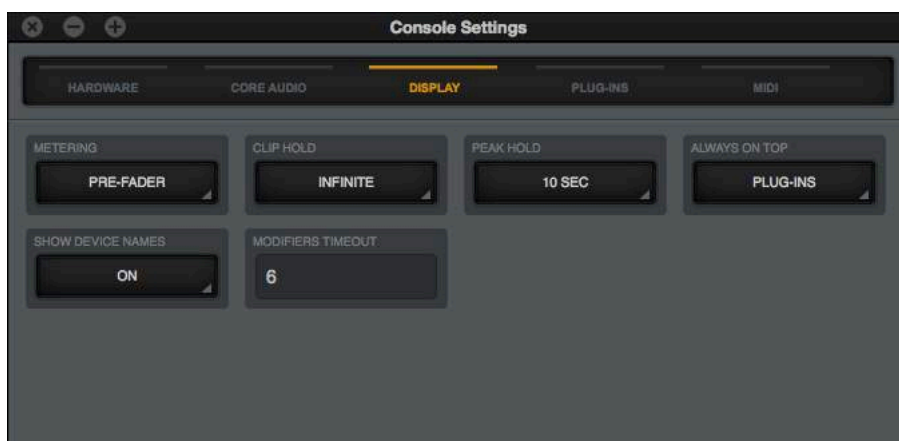 Console Settings
HARDWARE CORE AUDIO DISPLAY PLUG-INS MIDI
METERING CLIP HOLD PEAK HOLD ALWAYS ON TOP
PRE-FADER INFINITE 10 SEC PLUG-INS
SHOW DEVICE NAMES MODIFIERS TIMEOUT
ON 6